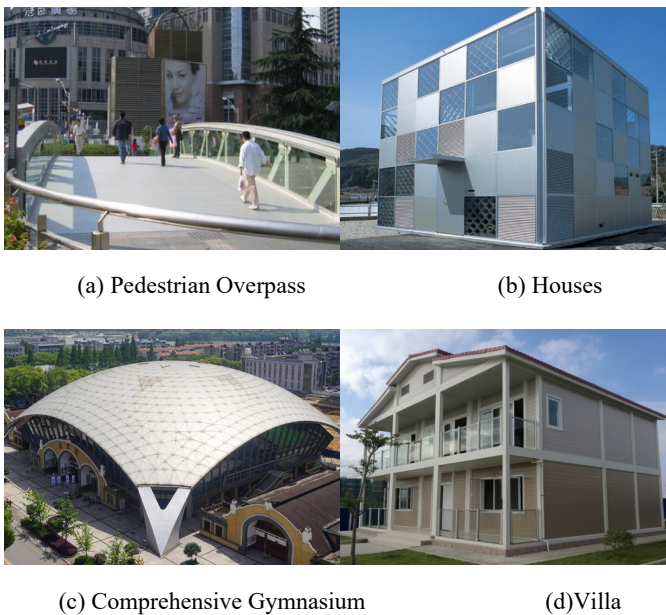 (a) Pedestrian Overpass
(b) Houses
(c) Comprehensive Gymnasium
(d)Villa